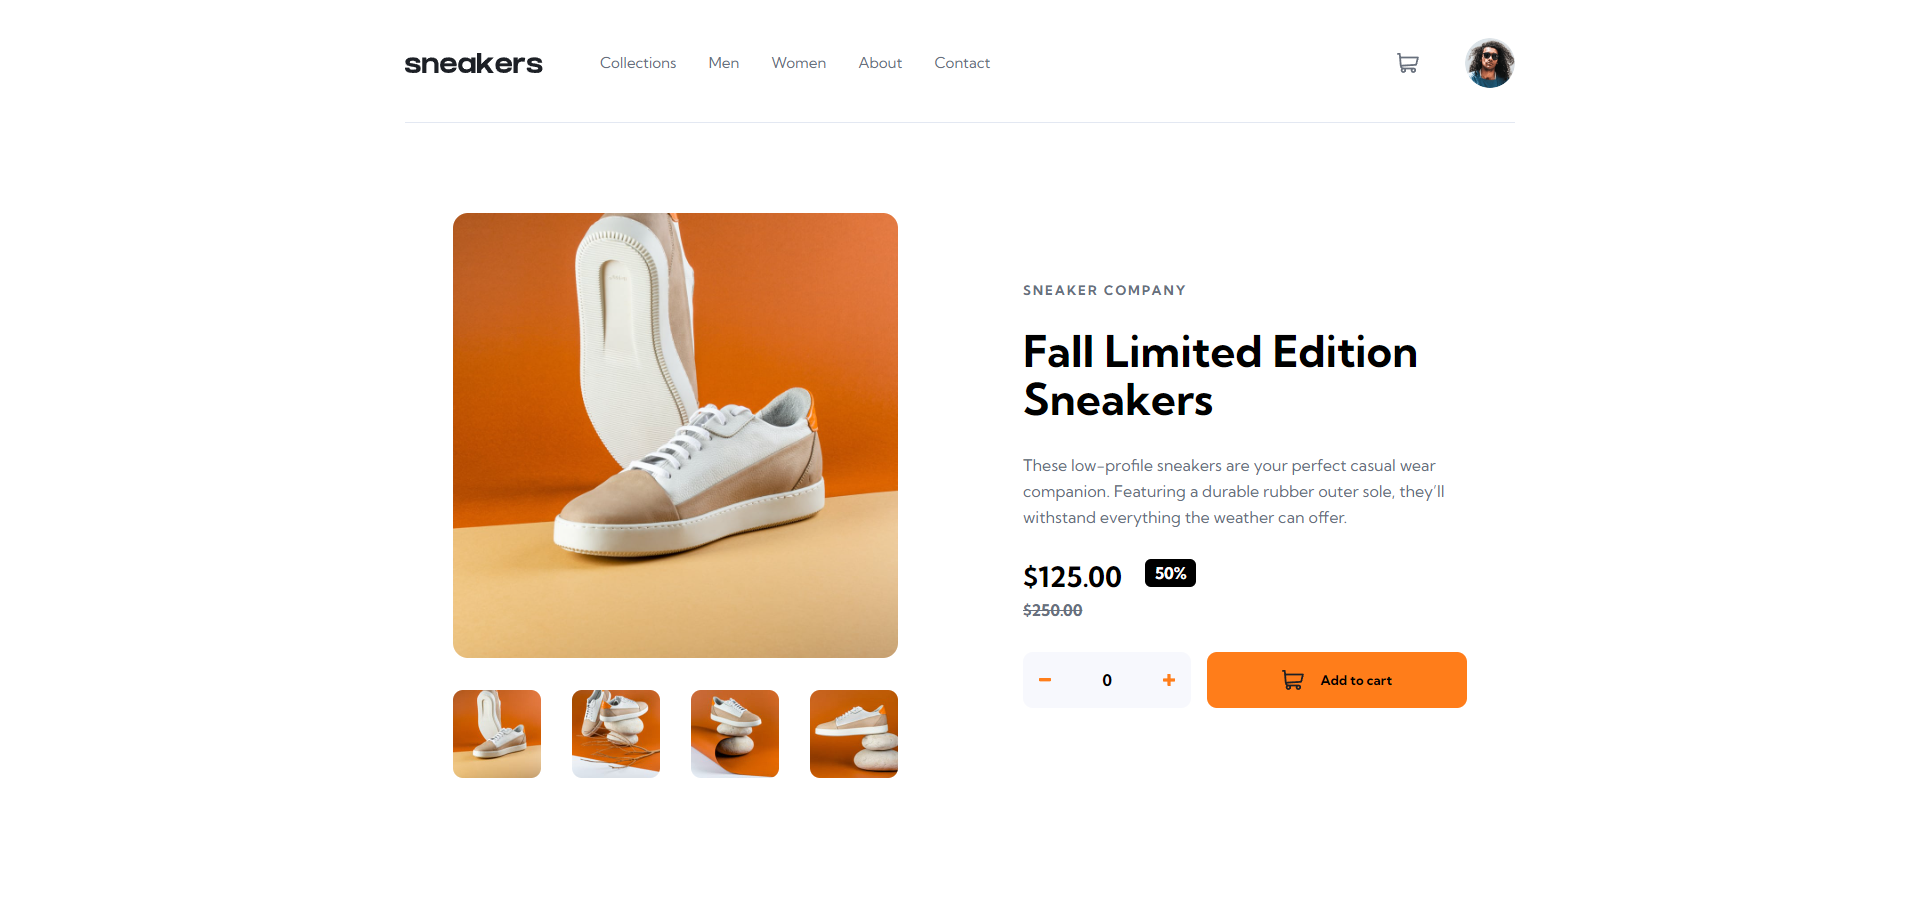 sneakers
Collections Men Women About Contact
SNEAKER COMPANY
Fall Limited Edition
Sneakers
These low-profile sneakers are your perfect casual wear
companion. Featuring a durable rubber outer sole, they’ll
withstand everything the weather can offer.
$125.00 50%
$250.00
0
Add to cart